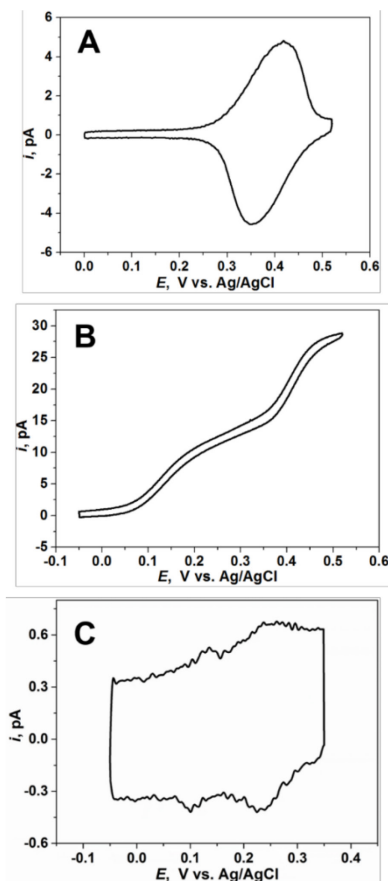 A
6
4
2
0
-2
-4
-6
i, pA
0.0 0.1 0.2 0.3 0.4 0.5 0.6
E, V vs. Ag/AgCl
B
30
25
20
15
10
5
0
-5
i, pA
-0.1 0.0 0.1 0.2 0.3 0.4 0.5 0.6
E, V vs. Ag/AgCl
C
0.6
0.3
0.0
-0.3
-0.6
i, pA
-0.1 0.0 0.1 0.2 0.3 0.4
E, V vs. Ag/AgCl